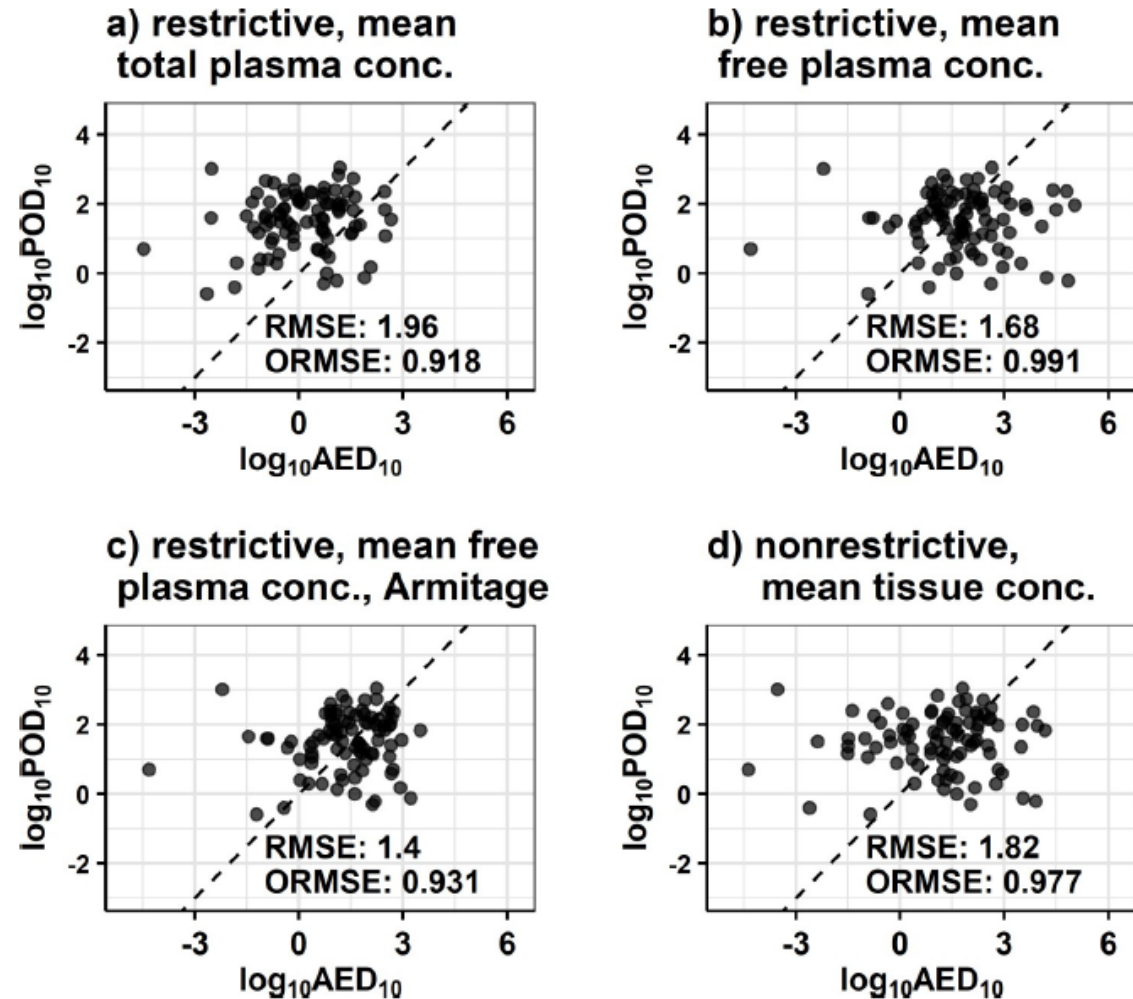 a) restrictive, mean
total plasma conc.
4
2
0
-2
log₁₀POD₁₀
RMSE: 1.96
ORMSE: 0.918
-3 0 3 6
log₁₀AED₁₀
b) restrictive, mean
free plasma conc.
4
2
0
-2
log₁₀POD₁₀
RMSE: 1.68
ORMSE: 0.991
-3 0 3 6
log₁₀AED₁₀
c) restrictive, mean free
plasma conc., Armitage
4
2
0
-2
log₁₀POD₁₀
RMSE: 1.4
ORMSE: 0.931
-3 0 3 6
log₁₀AED₁₀
d) nonrestrictive,
mean tissue conc.
4
2
0
-2
log₁₀POD₁₀
RMSE: 1.82
ORMSE: 0.977
-3 0 3 6
log₁₀AED₁₀